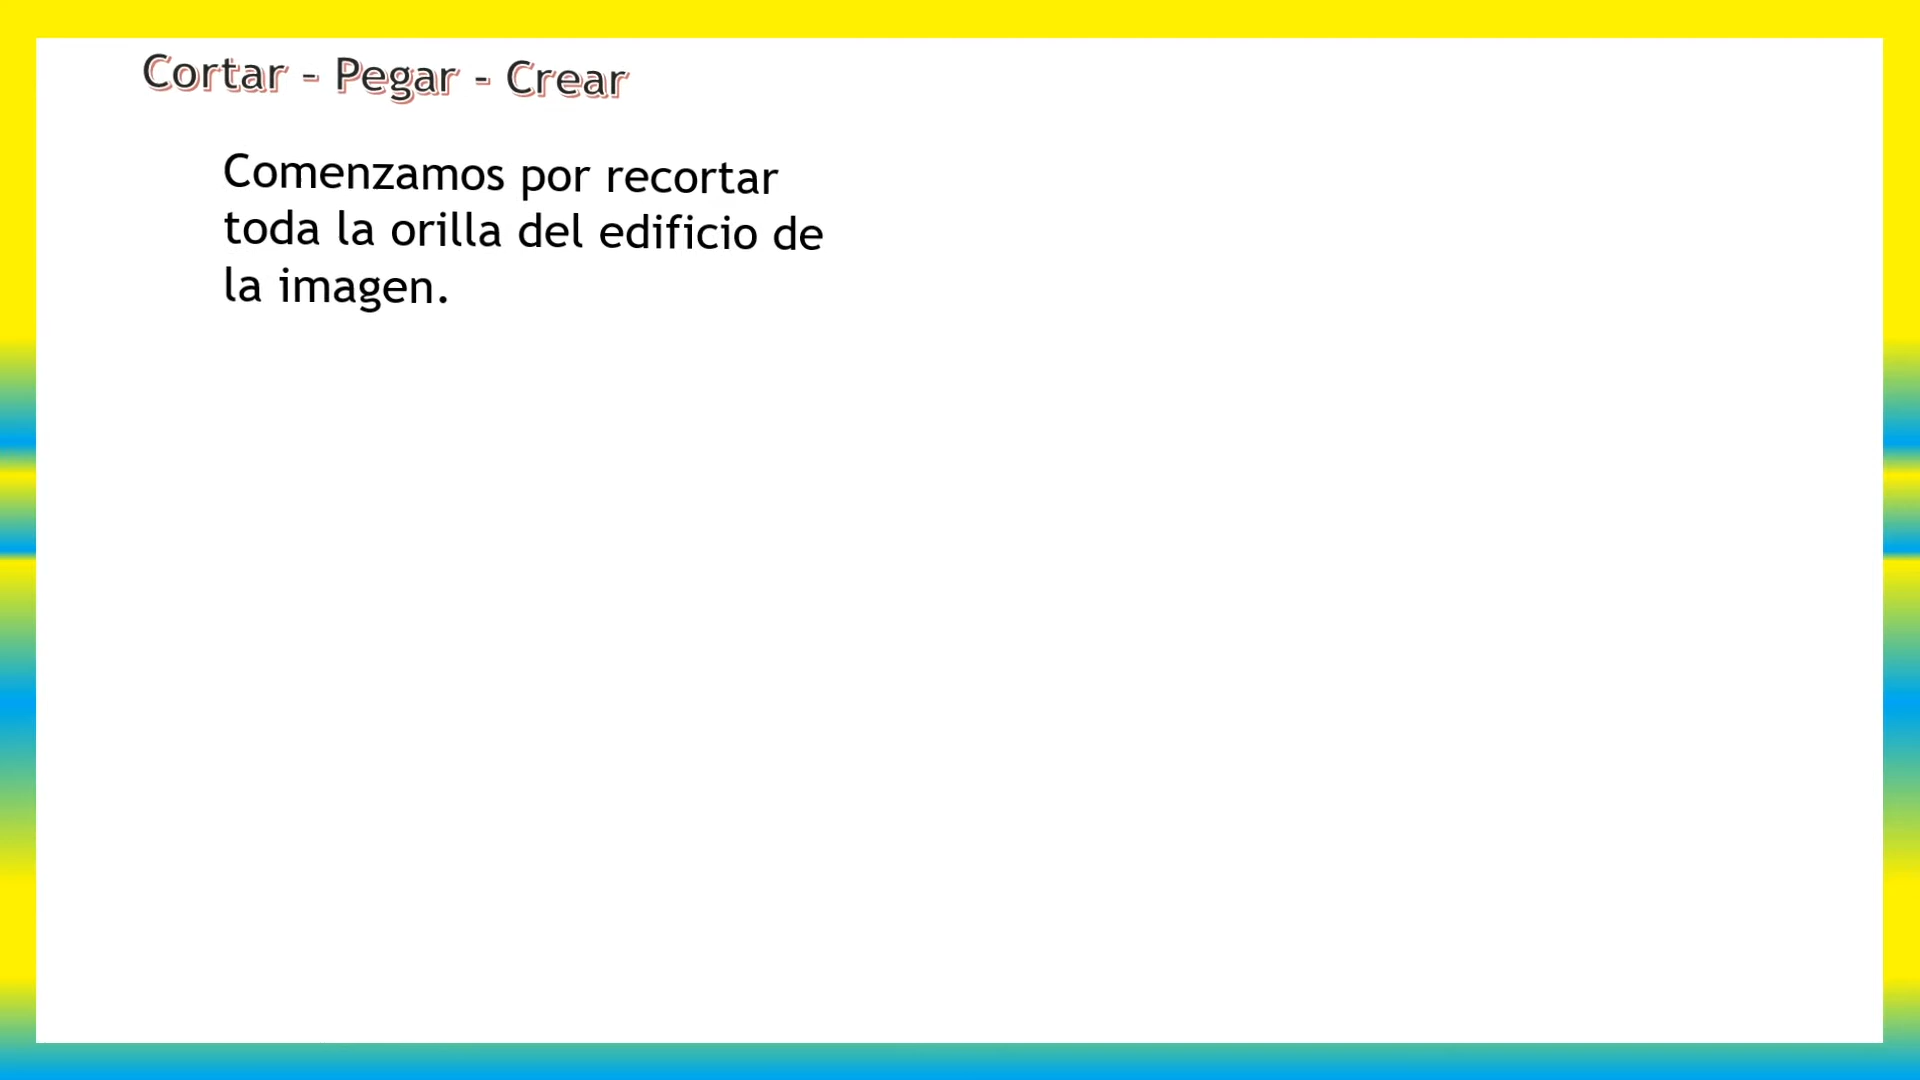 Cortar - Pegar - Crear
Comenzamos por recortar
toda la orilla del edificio de
la imagen.